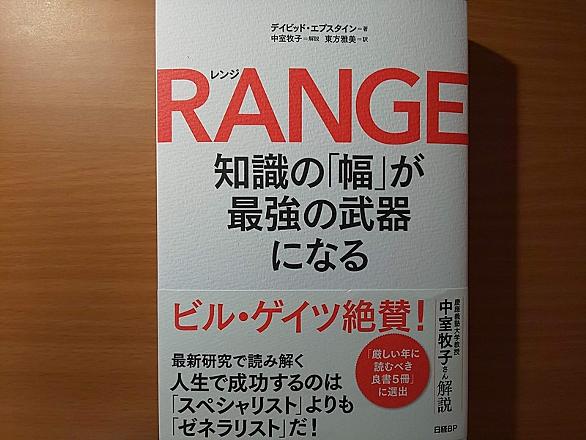 デイビッド・エプスタイン=著
中室牧子=解説 東方雅美=訳
レンジ
RANGE
知識の「幅」が
最強の武器
になる
ビル・ゲイツ絶賛!
最新研究で読み解く
人生で成功するのは
「スペシャリスト」よりも
「ゼネラリスト」だ!
「厳しい年に
読むべき
良書5冊」
に選出
慶應義塾大学教授
中室牧子さん解説
日経BP